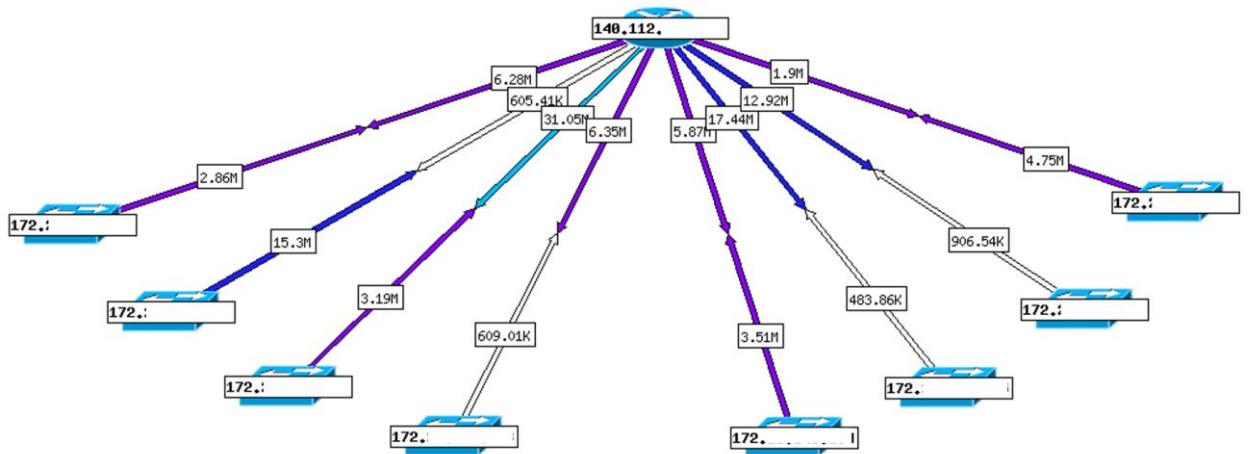 140.112.
6.28M
605.41K
31.05M
6.35M
5.87M
17.44M
12.92M
1.9M
2.86M
15.3M
3.19M
609.01K
3.51M
483.86K
906.54K
4.75M
172.
172.
172.
172.
172.
172.
172.
172.